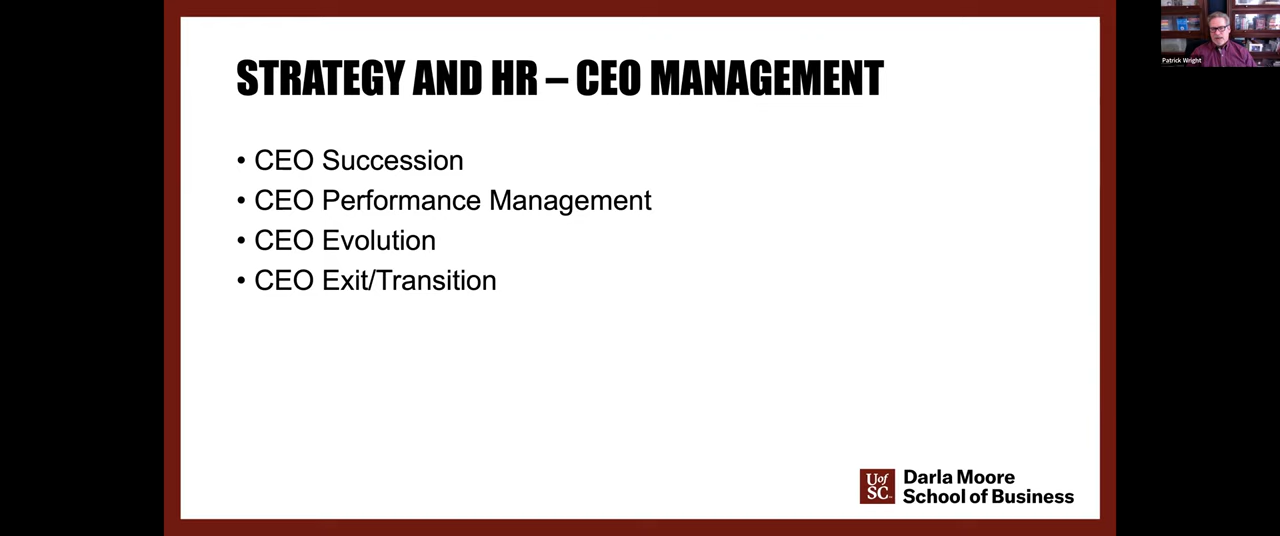 STRATEGY AND HR – CEO MANAGEMENT
• CEO Succession
• CEO Performance Management
• CEO Evolution
• CEO Exit/Transition
UofSC
Darla Moore
School of Business
Patrick Wright